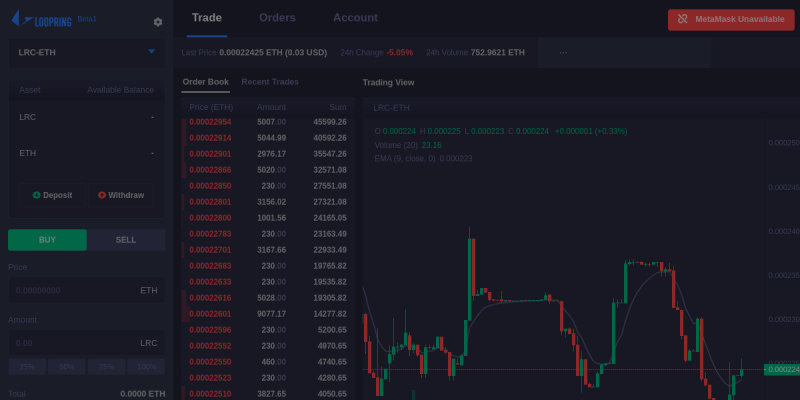 LOOPRING Beta1
Trade Orders Account
MetaMask Unavailable
LRC-ETH
Last Price 0.00022425 ETH (0.03 USD) 24h Change -5.05% 24h Volume 752.9621 ETH ...
Order Book Recent Trades
Trading View
Asset Available Balance
LRC -
ETH -
Deposit Withdraw
BUY SELL
Price
0.00000000 ETH
Amount
0.00 LRC
25% 50% 75% 100%
Total 0.0000 ETH
Price (ETH) Amount Sum
0.00022954 5007.00 45599.26
0.00022914 5044.99 40592.26
0.00022901 2976.17 35547.26
0.00022866 5020.00 32571.08
0.00022850 230.00 27551.08
0.00022801 3156.02 27321.08
0.00022800 1001.56 24165.05
0.00022783 230.00 23163.49
0.00022701 3167.66 22933.49
0.00022683 230.00 19765.82
0.00022633 230.00 19535.82
0.00022616 5028.00 19305.82
0.00022601 9077.17 14277.82
0.00022596 230.00 5200.65
0.00022552 230.00 4970.65
0.00022550 460.00 4740.65
0.00022523 230.00 4280.65
0.00022510 3827.65 4050.65
LRC-ETH
O 0.000224 H 0.000225 L 0.000223 C 0.000224 +0.000001 (+0.33%)
Volume (20) 23.16
EMA (9, close, 0) 0.000223
0.000250
0.000245
0.000240
0.000235
0.000230
0.000224